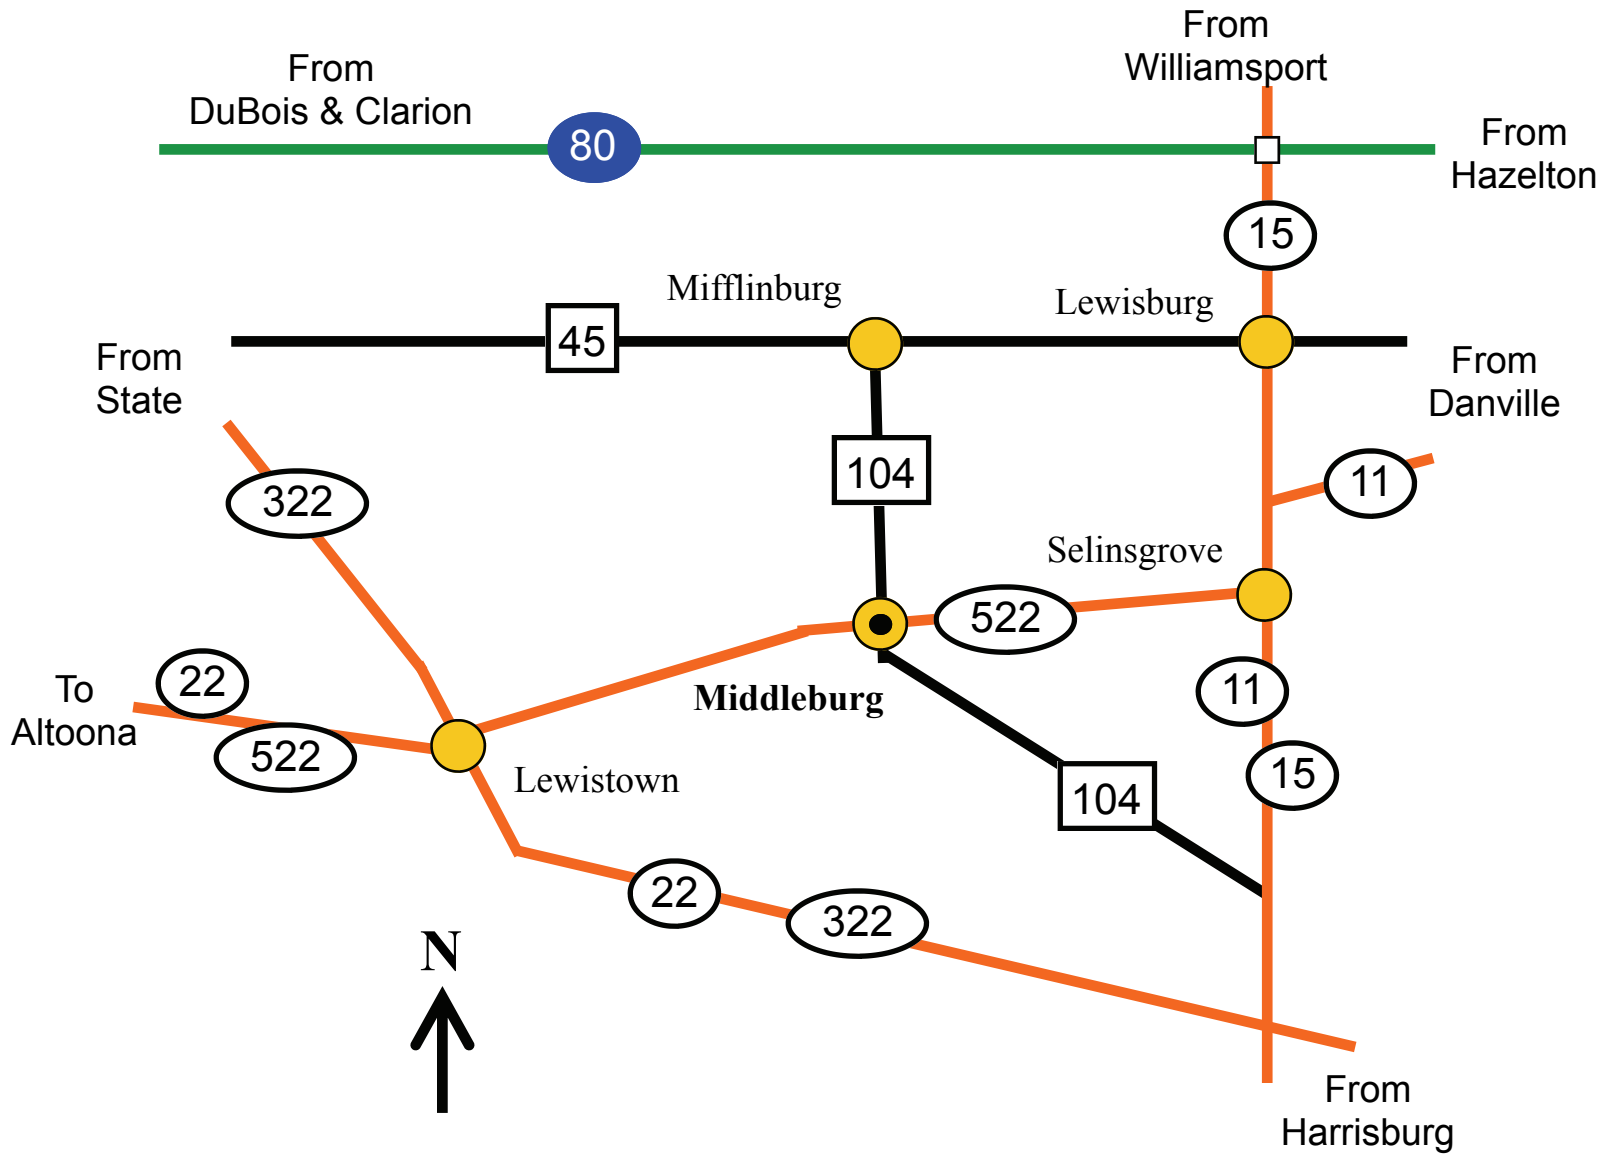 From
Williamsport
From
DuBois & Clarion
80
From
Hazelton
15
Mifflinburg
Lewisburg
45
From
State
From
Danville
104
11
322
Selinsgrove
522
22
11
To
Altoona
Middleburg
522
15
Lewistown
104
22
322
N
From
Harrisburg